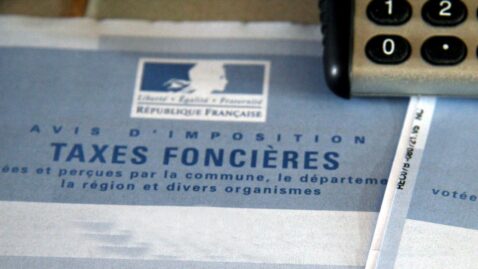 1 2
0 .
Liberté • Égalité • Fraternité
RÉPUBLIQUE FRANÇAISE
AVIS D'IMPOSITION
TAXES FONCIÈRES
ées et perçues par la commune, le départeme
la région et divers organismes
votée